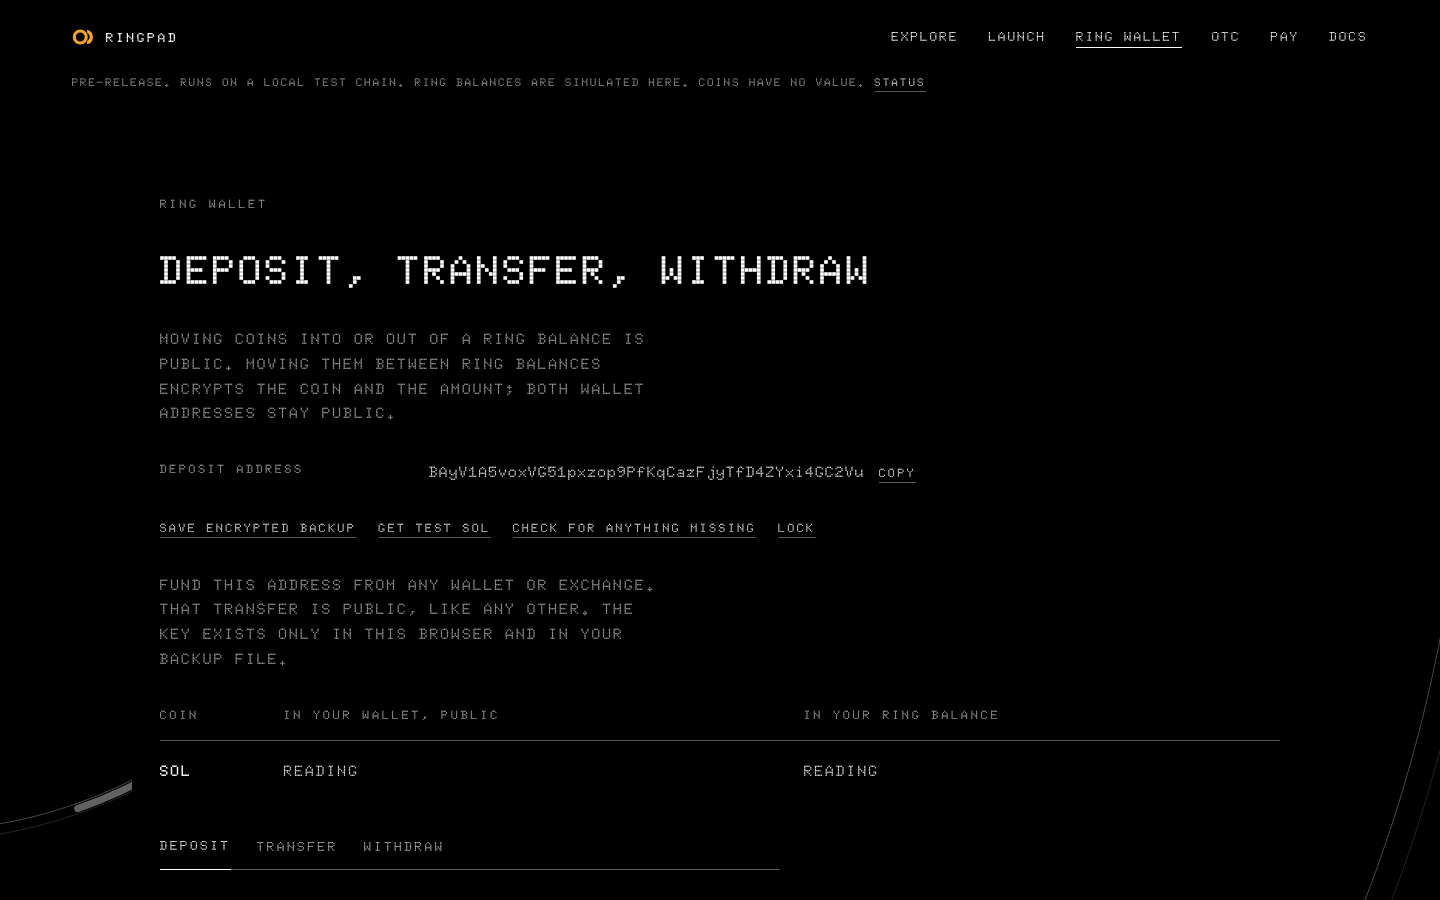 RINGPAD
EXPLORE LAUNCH RING WALLET OTC PAY DOCS
PRE-RELEASE. RUNS ON A LOCAL TEST CHAIN. RING BALANCES ARE SIMULATED HERE. COINS HAVE NO VALUE. STATUS
RING WALLET
DEPOSIT, TRANSFER, WITHDRAW
MOVING COINS INTO OR OUT OF A RING BALANCE IS
PUBLIC. MOVING THEM BETWEEN RING BALANCES
ENCRYPTS THE COIN AND THE AMOUNT; BOTH WALLET
ADDRESSES STAY PUBLIC.
DEPOSIT ADDRESS BAyV1A5voxVG51pxzop9PfKqCazFjyTfD4ZYxi4GC2Vu COPY
SAVE ENCRYPTED BACKUP GET TEST SOL CHECK FOR ANYTHING MISSING LOCK
FUND THIS ADDRESS FROM ANY WALLET OR EXCHANGE.
THAT TRANSFER IS PUBLIC, LIKE ANY OTHER. THE
KEY EXISTS ONLY IN THIS BROWSER AND IN YOUR
BACKUP FILE.
COIN IN YOUR WALLET, PUBLIC IN YOUR RING BALANCE
SOL READING READING
DEPOSIT TRANSFER WITHDRAW